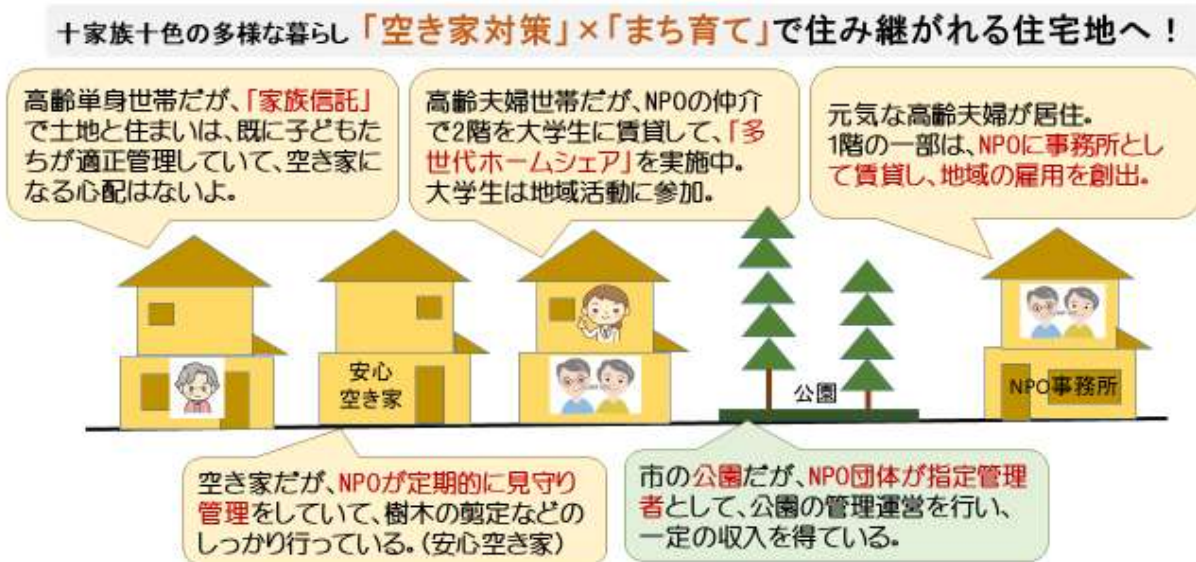 十家族十色の多様な暮らし「空き家対策」×「まち育て」で住み継がれる住宅地へ！
高齢単身世帯だが、「家族信託」
で土地と住まいは、既に子どもた
ちが適正管理していて、空き家に
なる心配はないよ。
高齢夫婦世帯だが、NPOの仲介
で2階を大学生に賃貸して、「多
世代ホームシェア」を実施中。
大学生は地域活動に参加。
元気な高齢夫婦が居住。
1階の一部は、NPOに事務所とし
て賃貸し、地域の雇用を創出。
安心
空き家
公園
NPO事務所
空き家だが、NPOが定期的に見守り
管理をしていて、樹木の剪定などの
しっかり行っている。(安心空き家)
市の公園だが、NPO団体が指定管理
者として、公園の管理運営を行い、
一定の収入を得ている。